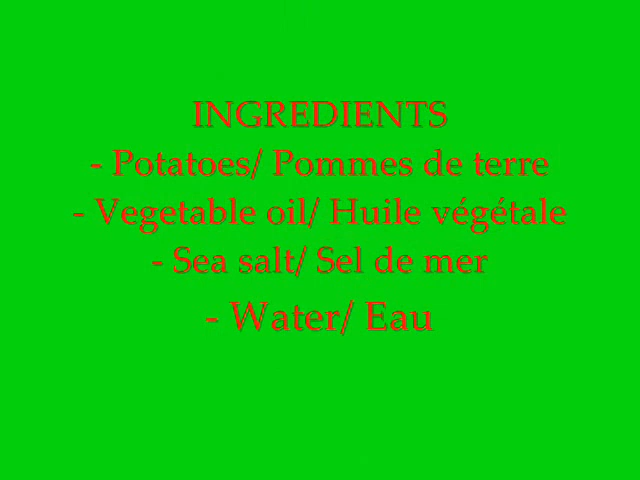 INGREDIENTS
- Potatoes/ Pommes de terre
- Vegetable oil/ Huile végétale
- Sea salt/ Sel de mer
- Water/ Eau